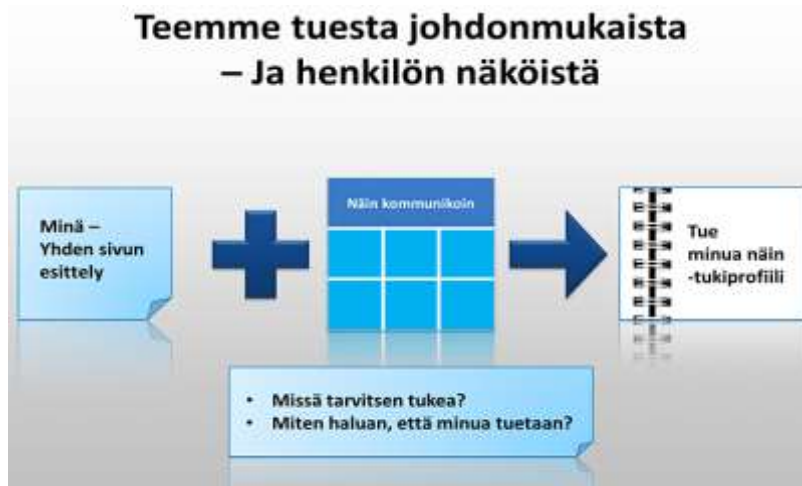 Teemme tuesta johdonmukaista
– Ja henkilön näköistä
Minä –
Yhden sivun
esittely
Näin kommunikoin
Tue
minua näin
-tukiprofiili
• Missä tarvitsen tukea?
• Miten haluan, että minua tuetaan?